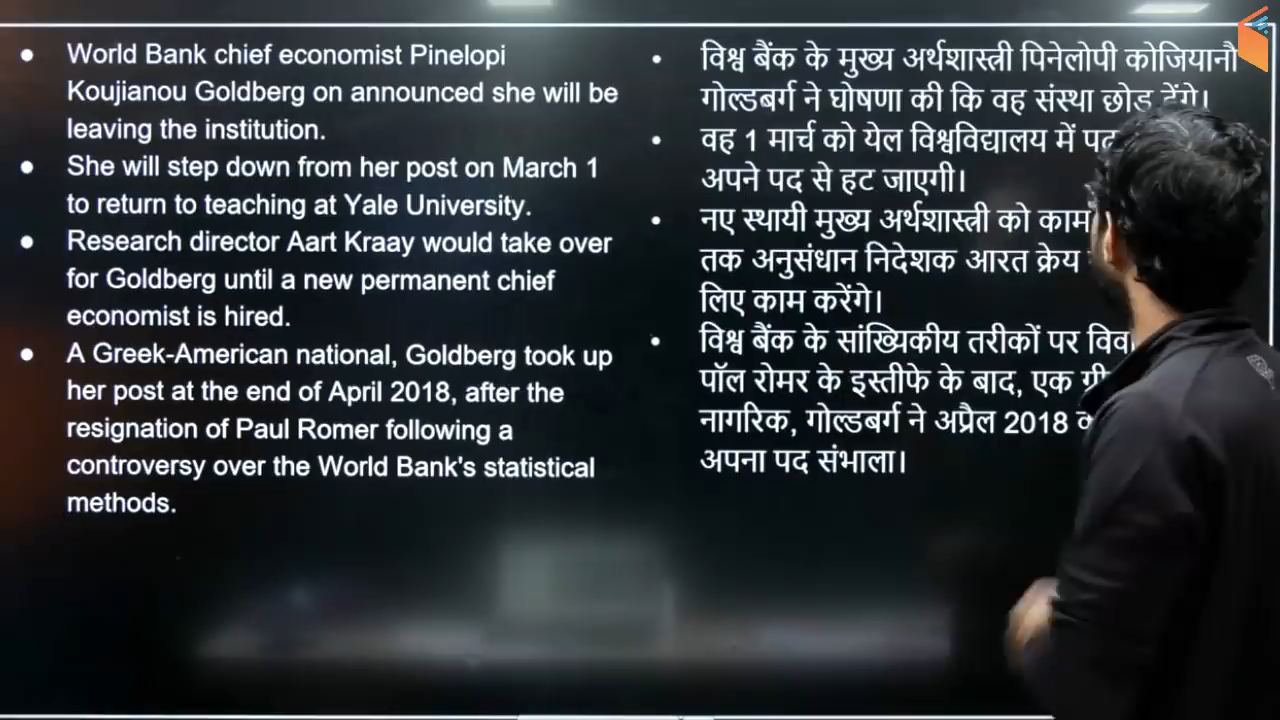 World Bank chief economist Pinelopi
Koujianou Goldberg on announced she will be
leaving the institution.
She will step down from her post on March 1
to return to teaching at Yale University.
Research director Aart Kraay would take over
for Goldberg until a new permanent chief
economist is hired.
A Greek-American national, Goldberg took up
her post at the end of April 2018, after the
resignation of Paul Romer following a
controversy over the World Bank's statistical
methods.
विश्व बैंक के मुख्य अर्थशास्त्री पिनेलोपी कोजियानौ
गोल्डबर्ग ने घोषणा की कि वह संस्था छोड़ देंगे।
वह 1 मार्च को येल विश्वविद्यालय में
अपने पद से हट जाएगी।
नए स्थायी मुख्य अर्थशास्त्री को काम
तक अनुसंधान निदेशक आरत क्रेय
लिए काम करेंगे।
विश्व बैंक के सांख्यिकीय तरीकों पर
पॉल रोमर के इस्तीफे के बाद, एक
नागरिक, गोल्डबर्ग ने अप्रैल 2018
अपना पद संभाला।